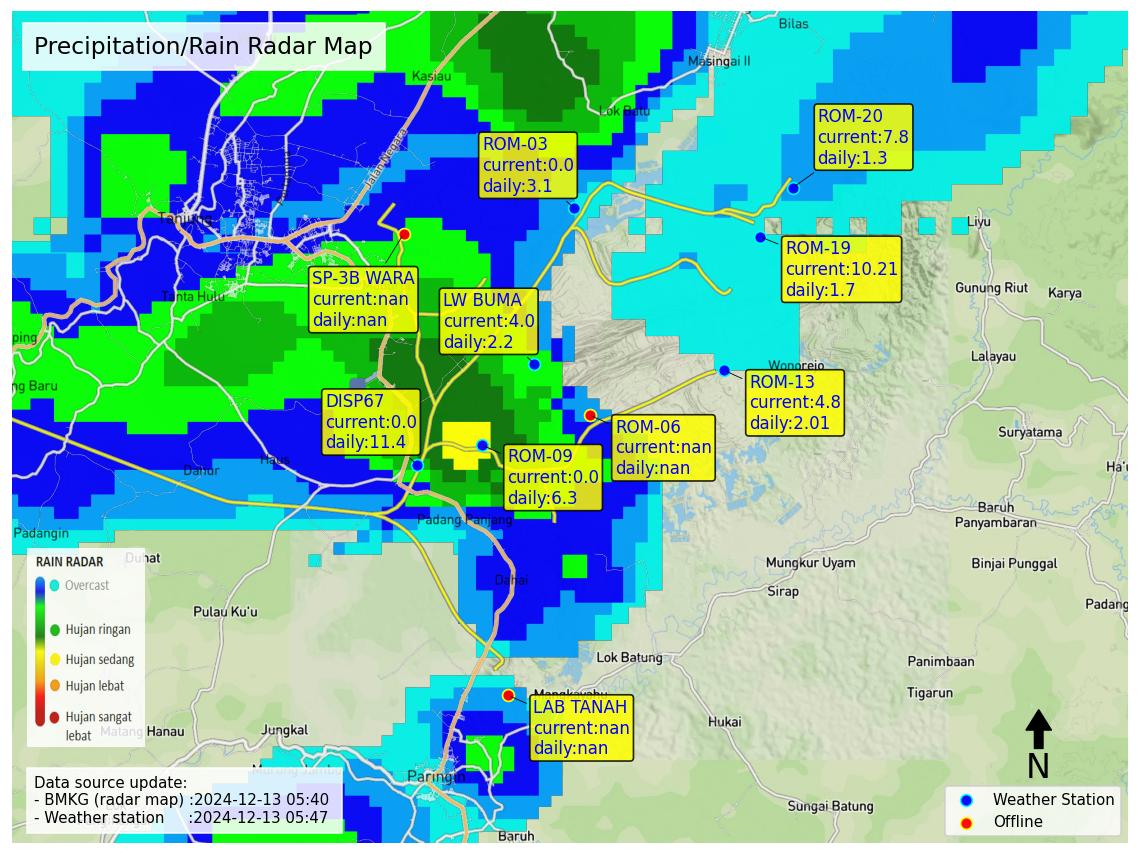 Precipitation/Rain Radar Map
Bilas
Masingai II
Kasiau
Lok Batu
Jalan Negara
ROM-20
current:7.8
daily:1.3
ROM-03
current:0.0
daily:3.1
Tanjung
Liyu
ROM-19
current:10.21
daily:1.7
SP-3B WARA
current:nan
daily:nan
LW BUMA
current:4.0
daily:2.2
Tanta Hulu
Gunung Riut
Karya
ping
Lalayau
Wonorejo
ng Baru
ROM-13
current:4.8
daily:2.01
DISP67
current:0.0
daily:11.4
ROM-06
current:nan
daily:nan
Suryatama
ROM-09
current:0.0
daily:6.3
Haus
Dahur
Ha'u
Baruh
Panyambaran
Padangin
Padang Panjang
Duhat
Mungkur Uyam
Binjai Punggal
Dahai
Sirap
Padang
Pulau Ku'u
RAIN RADAR
Overcast
Hujan ringan
Hujan sedang
Hujan lebat
Hujan sangat
lebat
Lok Batung
Panimbaan
Tigarun
Mangkayahu
LAB TANAH
current:nan
daily:nan
Hukai
Matang Hanau
Jungkal
N
Murung Jambu
Paringin
Data source update:
- BMKG (radar map) :2024-12-13 05:40
- Weather station :2024-12-13 05:47
Sungai Batung
Baruh
Weather Station
Offline